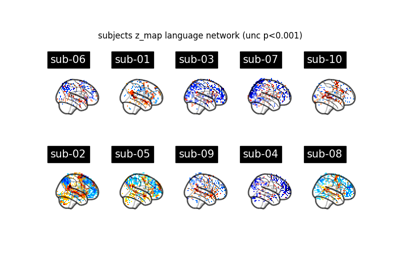 subjects z_map language network (unc p<0.001)
sub-06 sub-01 sub-03 sub-07 sub-10
sub-02 sub-05 sub-09 sub-04 sub-08